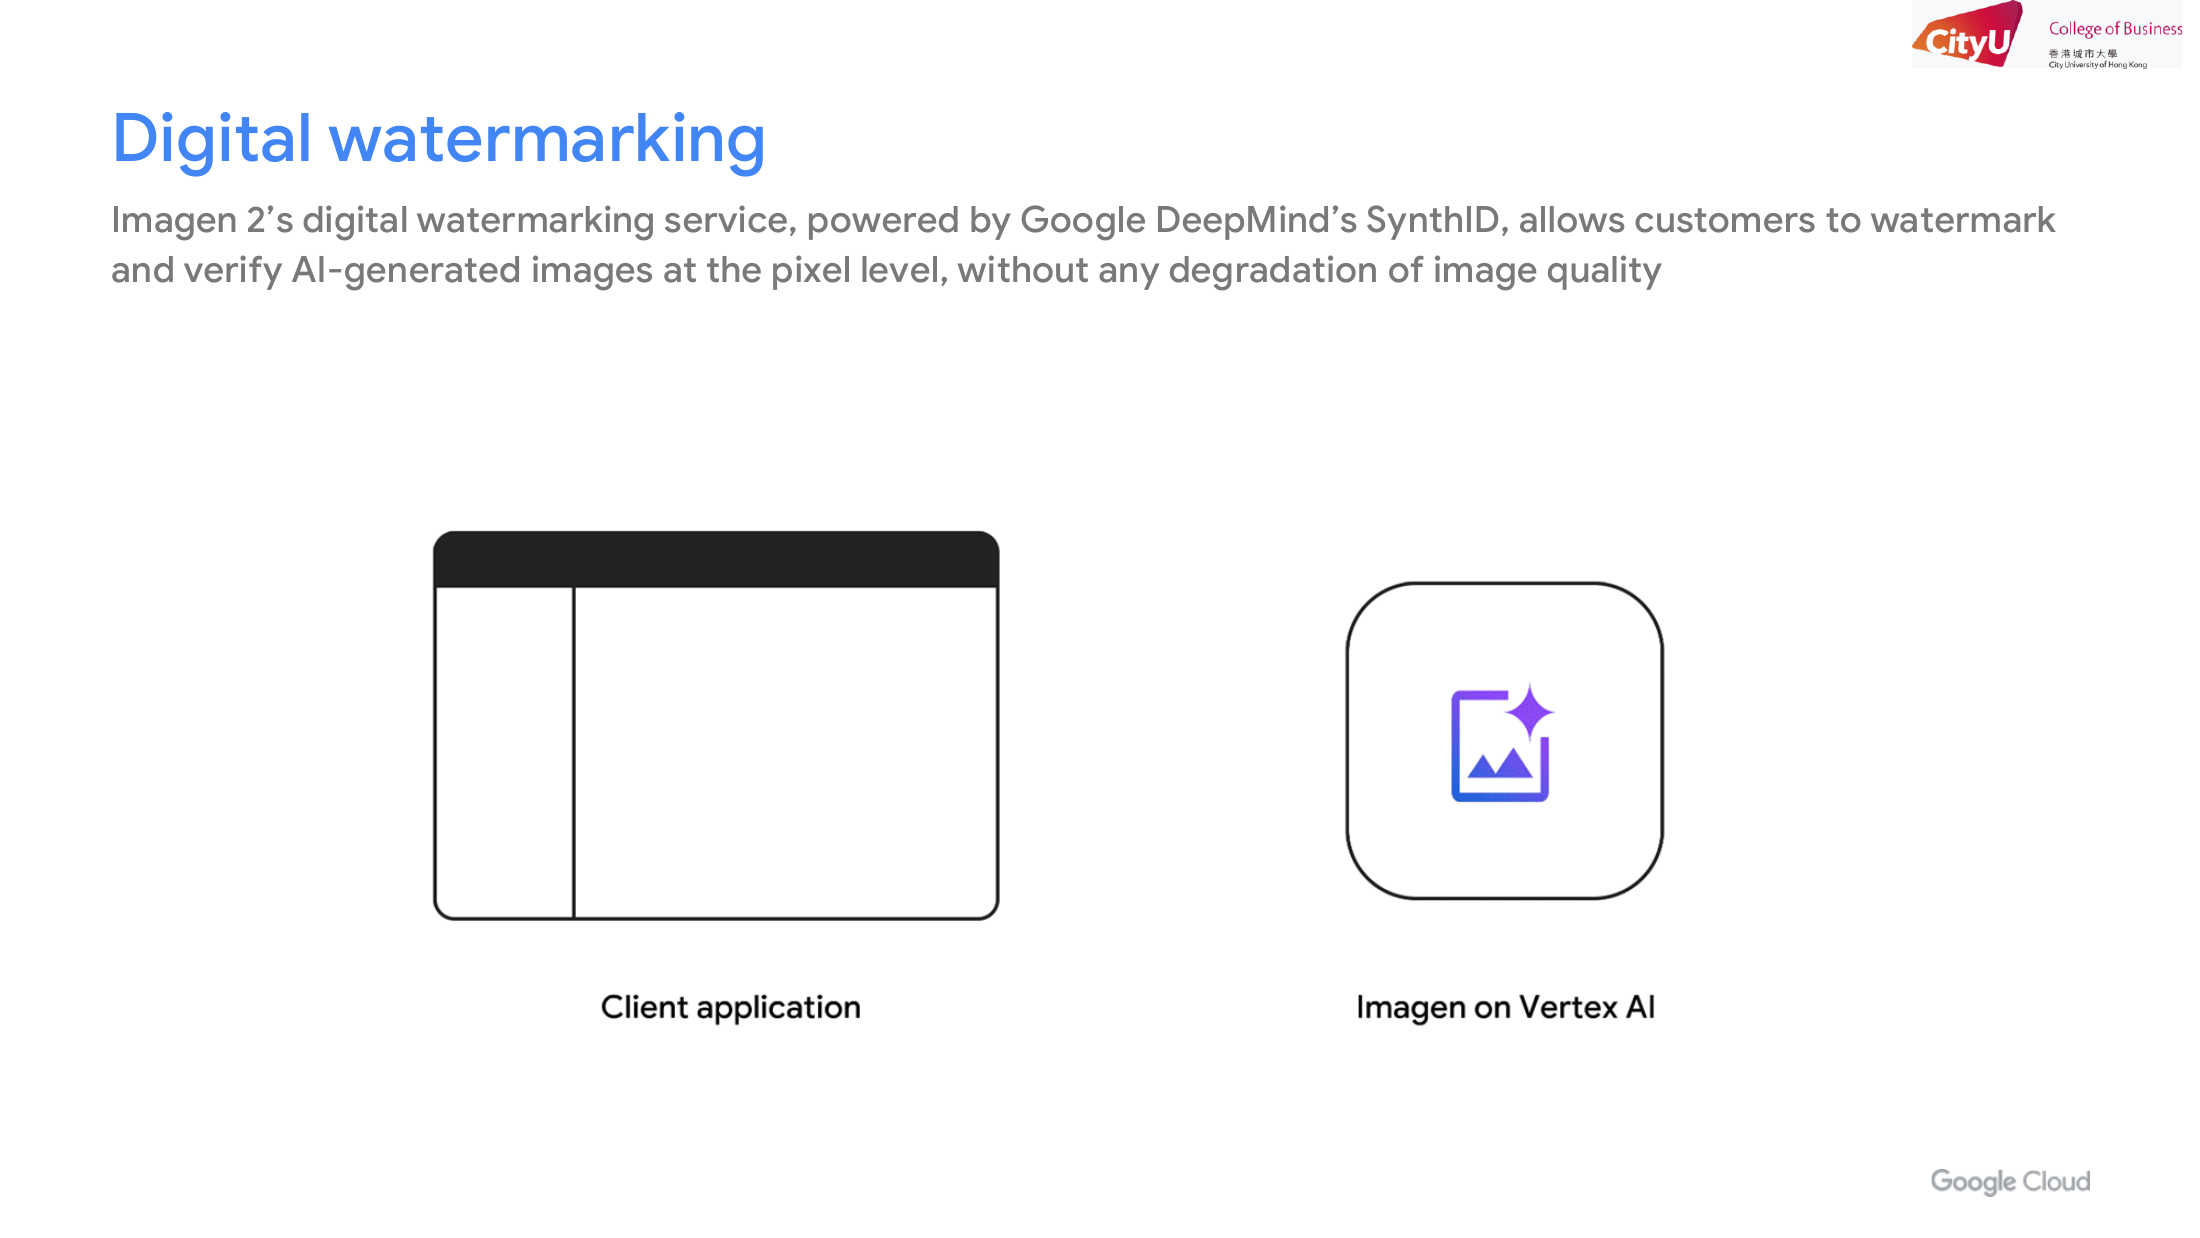 CityU
College of Business
香港城市大學
City University of Hong Kong
Digital watermarking
Imagen 2’s digital watermarking service, powered by Google DeepMind’s SynthID, allows customers to watermark
and verify AI-generated images at the pixel level, without any degradation of image quality
Client application
Imagen on Vertex AI
Google Cloud